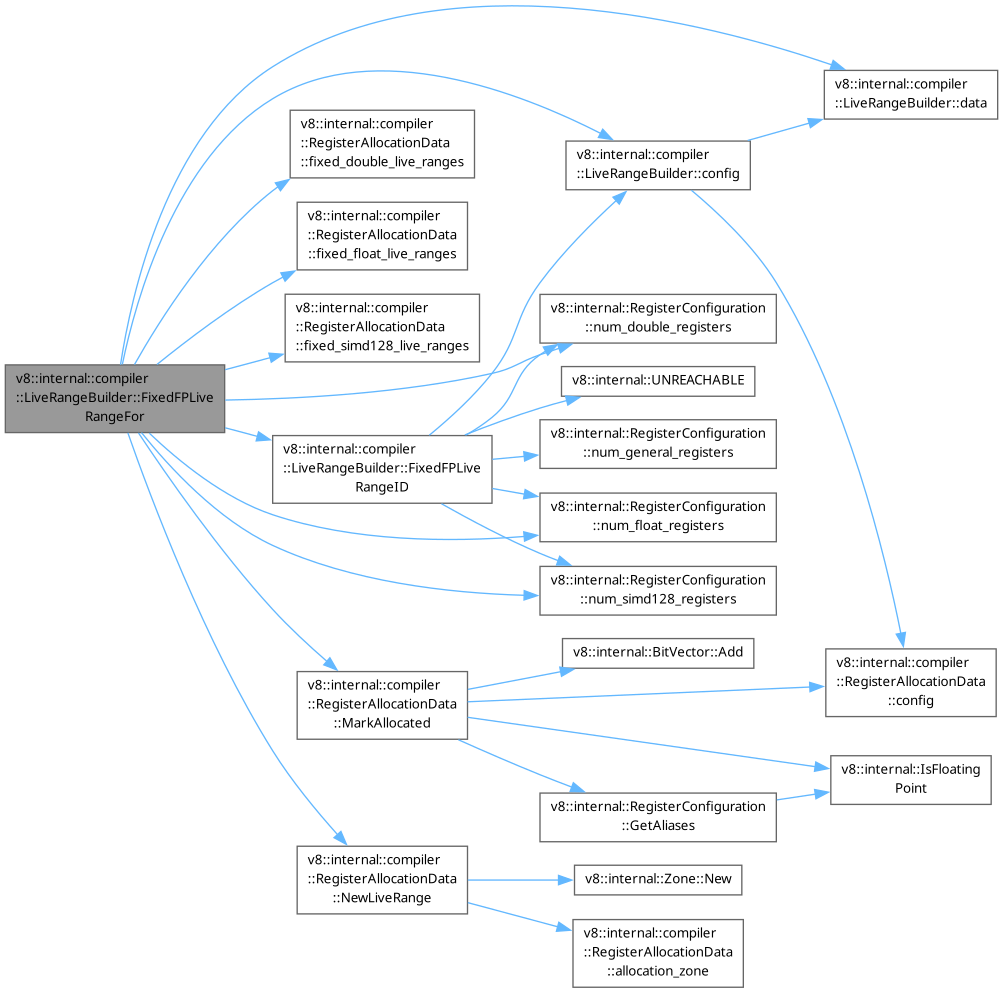 v8::internal::compiler
::LiveRangeBuilder::FixedFPLive
RangeFor
v8::internal::compiler
::RegisterAllocationData
::fixed_double_live_ranges
v8::internal::compiler
::RegisterAllocationData
::fixed_float_live_ranges
v8::internal::compiler
::RegisterAllocationData
::fixed_simd128_live_ranges
v8::internal::compiler
::LiveRangeBuilder::FixedFPLive
RangeID
v8::internal::compiler
::RegisterAllocationData
::MarkAllocated
v8::internal::compiler
::RegisterAllocationData
::NewLiveRange
v8::internal::compiler
::LiveRangeBuilder::config
v8::internal::RegisterConfiguration
::num_double_registers
v8::internal::UNREACHABLE
v8::internal::RegisterConfiguration
::num_general_registers
v8::internal::RegisterConfiguration
::num_float_registers
v8::internal::RegisterConfiguration
::num_simd128_registers
v8::internal::BitVector::Add
v8::internal::RegisterConfiguration
::GetAliases
v8::internal::Zone::New
v8::internal::compiler
::RegisterAllocationData
::allocation_zone
v8::internal::compiler
::LiveRangeBuilder::data
v8::internal::compiler
::RegisterAllocationData
::config
v8::internal::IsFloating
Point